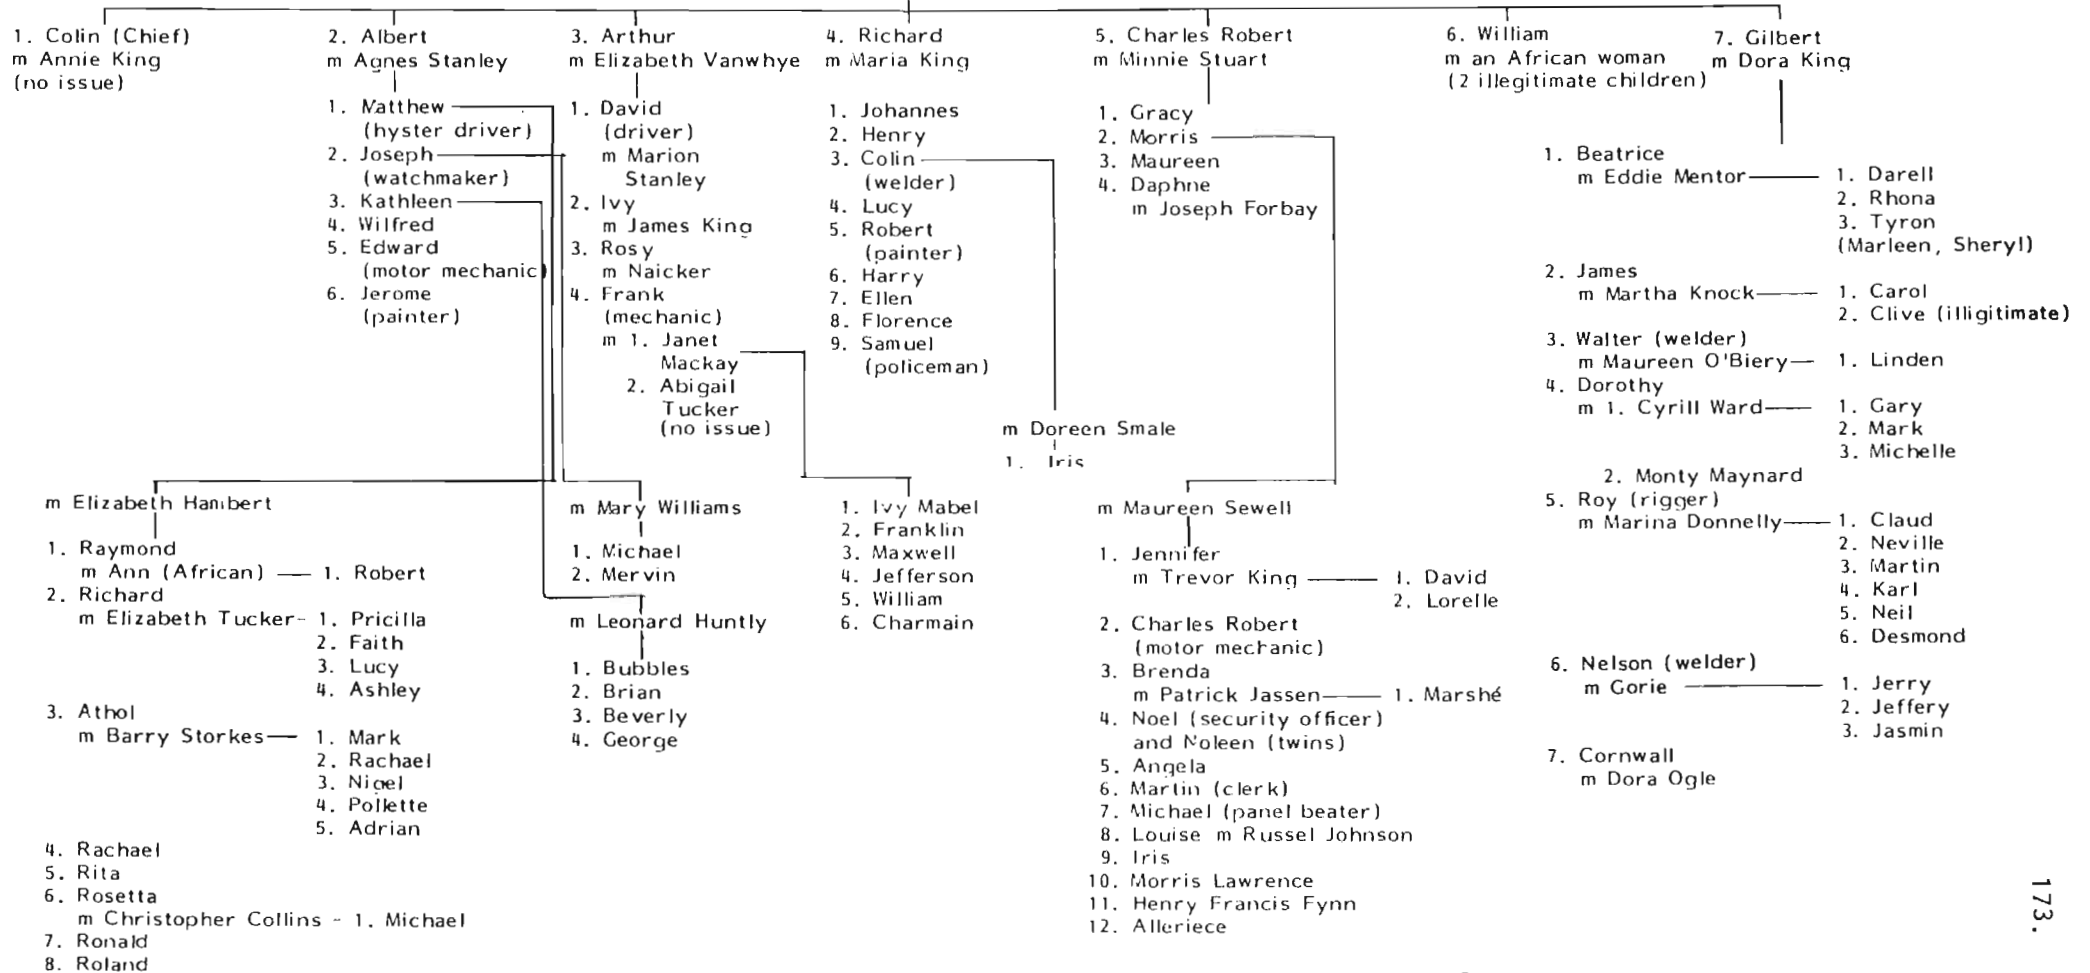 1. Colin (Chief)
m Annie King
(no issue)
2. Albert
m Agnes Stanley
1. Matthew
(hyster driver)
2. Joseph
(watchmaker)
3. Kathleen
4. Wilfred
5. Edward
(motor mechanic)
6. Jerome
(painter)
3. Arthur
m Elizabeth Vanwhye
1. David
(driver)
m Marion
Stanley
2. Ivy
m James King
3. Rosy
m Naicker
4. Frank
(mechanic)
m 1. Janet
Mackay
2. Abigail
Tucker
(no issue)
4. Richard
m Maria King
1. Johannes
2. Henry
3. Colin
(welder)
4. Lucy
5. Robert
(painter)
6. Harry
7. Ellen
8. Florence
9. Samuel
(policeman)
5. Charles Robert
m Minnie Stuart
1. Gracy
2. Morris
3. Maureen
4. Daphne
m Joseph Forbay
6. William
m an African woman
(2 illegitimate children)
7. Gilbert
m Dora King
1. Beatrice
m Eddie Mentor
1. Darell
2. Rhona
3. Tyron
(Marleen, Sheryl)
2. James
m Martha Knock
1. Carol
2. Clive (illigitimate)
3. Walter (welder)
m Maureen O'Biery
1. Linden
4. Dorothy
m 1. Cyrill Ward
1. Gary
2. Mark
3. Michelle
2. Monty Maynard
5. Roy (rigger)
m Marina Donnelly
1. Claud
2. Neville
3. Martin
4. Karl
5. Neil
6. Desmond
6. Nelson (welder)
m Gorie
1. Jerry
2. Jeffery
3. Jasmin
7. Cornwall
m Dora Ogle
m Elizabeth Hambert
1. Raymond
m Ann (African) — 1. Robert
2. Richard
m Elizabeth Tucker- 1. Pricilla
2. Faith
3. Lucy
4. Ashley
3. Athol
m Barry Storkes— 1. Mark
2. Rachael
3. Nigel
4. Pollette
5. Adrian
4. Rachael
5. Rita
6. Rosetta
m Christopher Collins - 1. Michael
7. Ronald
8. Roland
m Mary Williams
1. Michael
2. Mervin
m Leonard Huntly
1. Bubbles
2. Brian
3. Beverly
4. George
1. Ivy Mabel
2. Franklin
3. Maxwell
4. Jefferson
5. William
6. Charmain
m Doreen Smale
1. Iris
m Maureen Sewell
1. Jennifer
m Trevor King — 1. David
2. Lorelle
2. Charles Robert
(motor mechanic)
3. Brenda
m Patrick Jassen — 1. Marshé
4. Noel (security officer)
and Noleen (twins)
5. Angela
6. Martin (clerk)
7. Michael (panel beater)
8. Louise m Russel Johnson
9. Iris
10. Morris Lawrence
11. Henry Francis Fynn
12. Alleriece
173.